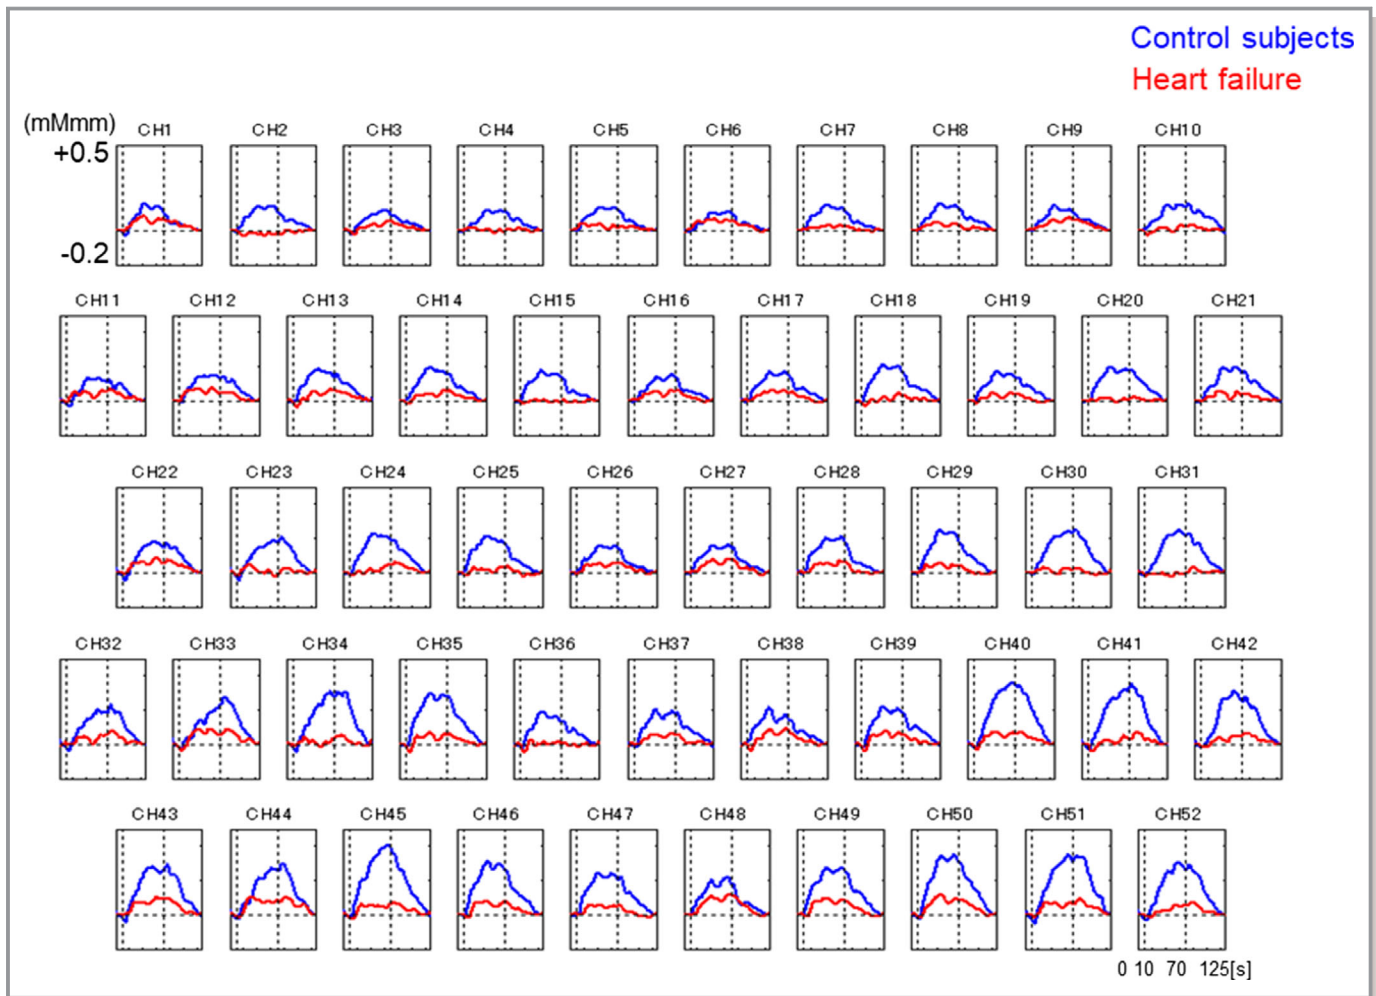 Control subjects
Heart failure
(mMmm)
CH1 CH2 CH3 CH4 CH5 CH6 CH7 CH8 CH9 CH10
+0.5
-0.2
CH11 CH12 CH13 CH14 CH15 CH16 CH17 CH18 CH19 CH20 CH21
CH22 CH23 CH24 CH25 CH26 CH27 CH28 CH29 CH30 CH31
CH32 CH33 CH34 CH35 CH36 CH37 CH38 CH39 CH40 CH41 CH42
CH43 CH44 CH45 CH46 CH47 CH48 CH49 CH50 CH51 CH52
0 10 70 125[s]